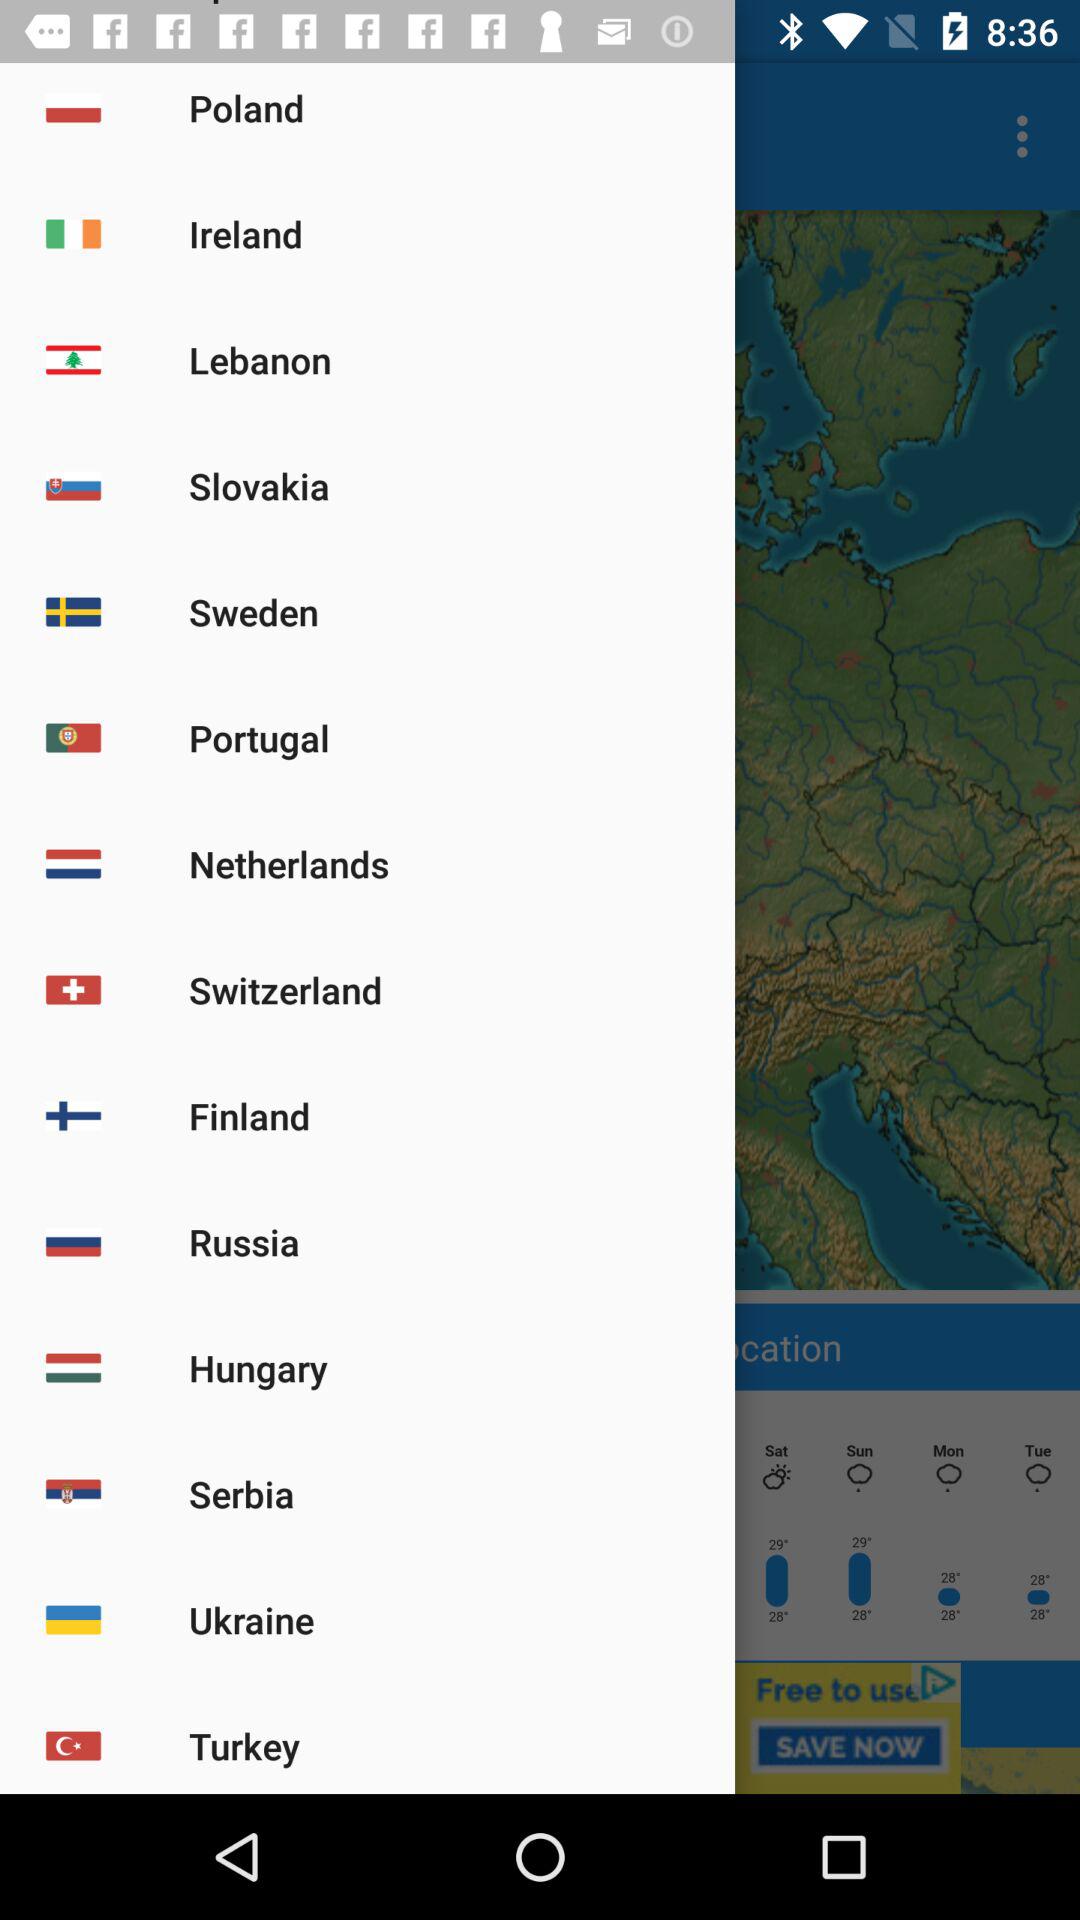 8:36
Poland
Ireland
Lebanon
Slovakia
Sweden
Portugal
Netherlands
Switzerland
Finland
Russia
Hungary
Serbia
Ukraine
Turkey
ocation
Sat Sun Mon Tue
29° 29° 28° 28°
28° 28° 28° 28°
Free to use
SAVE NOW